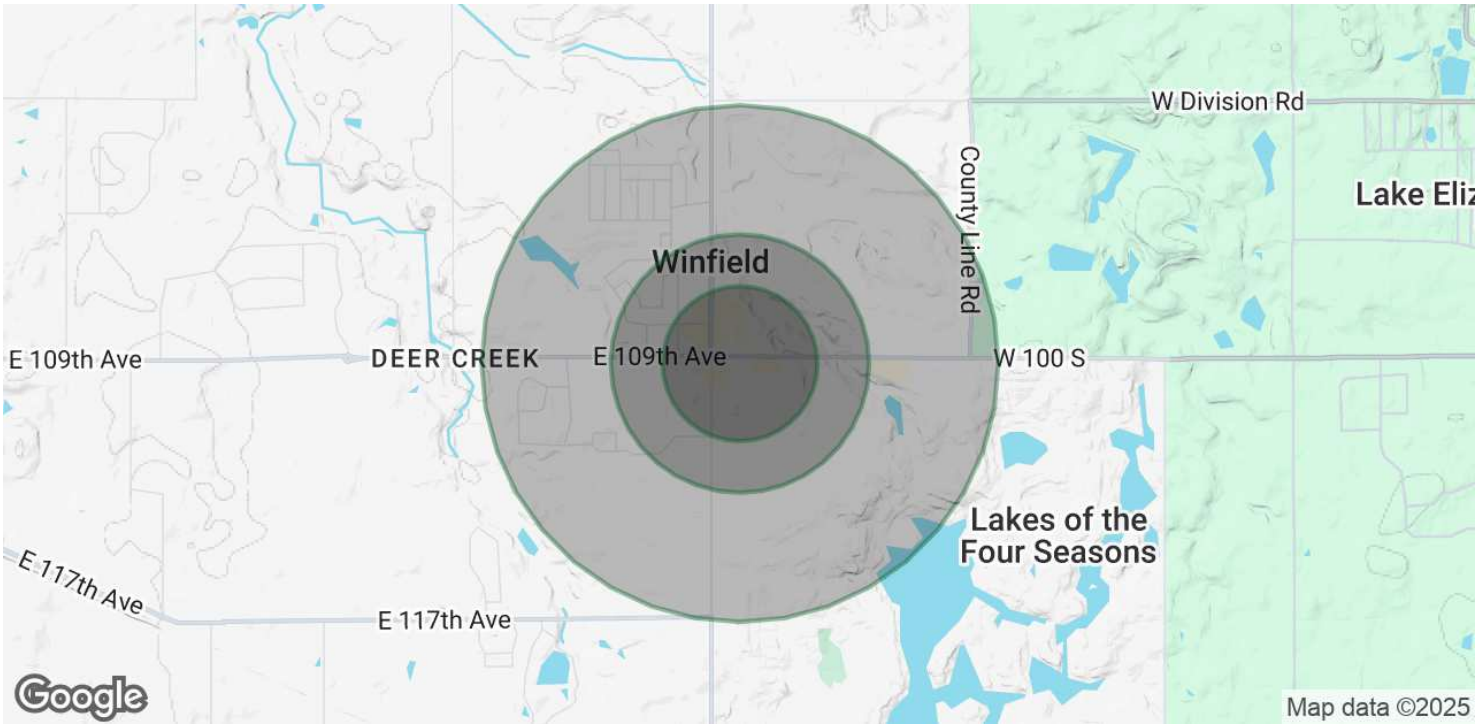 W Division Rd
County Line Rd
Lake Eliz
Winfield
E 109th Ave
DEER CREEK
E 109th Ave
W 100 S
Lakes of the
Four Seasons
E 117th Ave
E 117th Ave
Google
Map data ©2025